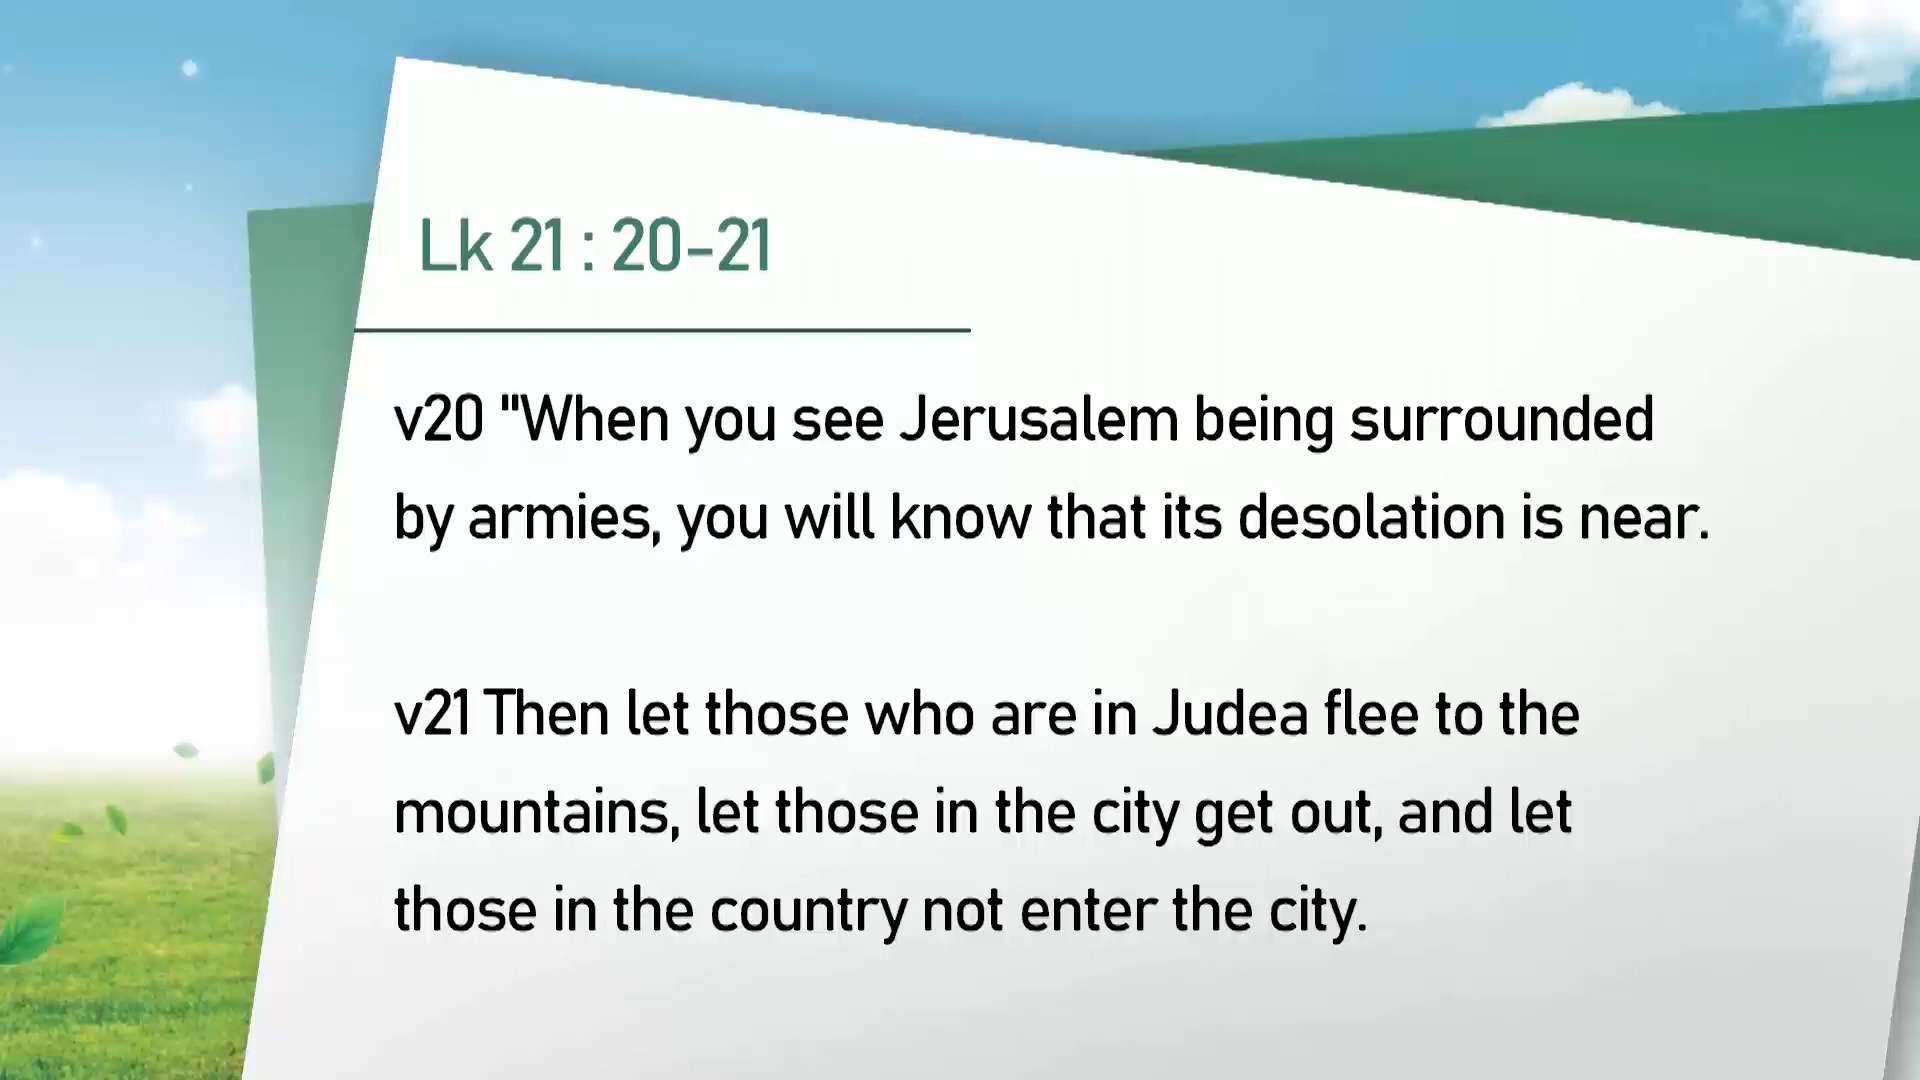 Lk 21 : 20-21
v20 "When you see Jerusalem being surrounded
by armies, you will know that its desolation is near.
v21 Then let those who are in Judea flee to the
mountains, let those in the city get out, and let
those in the country not enter the city.